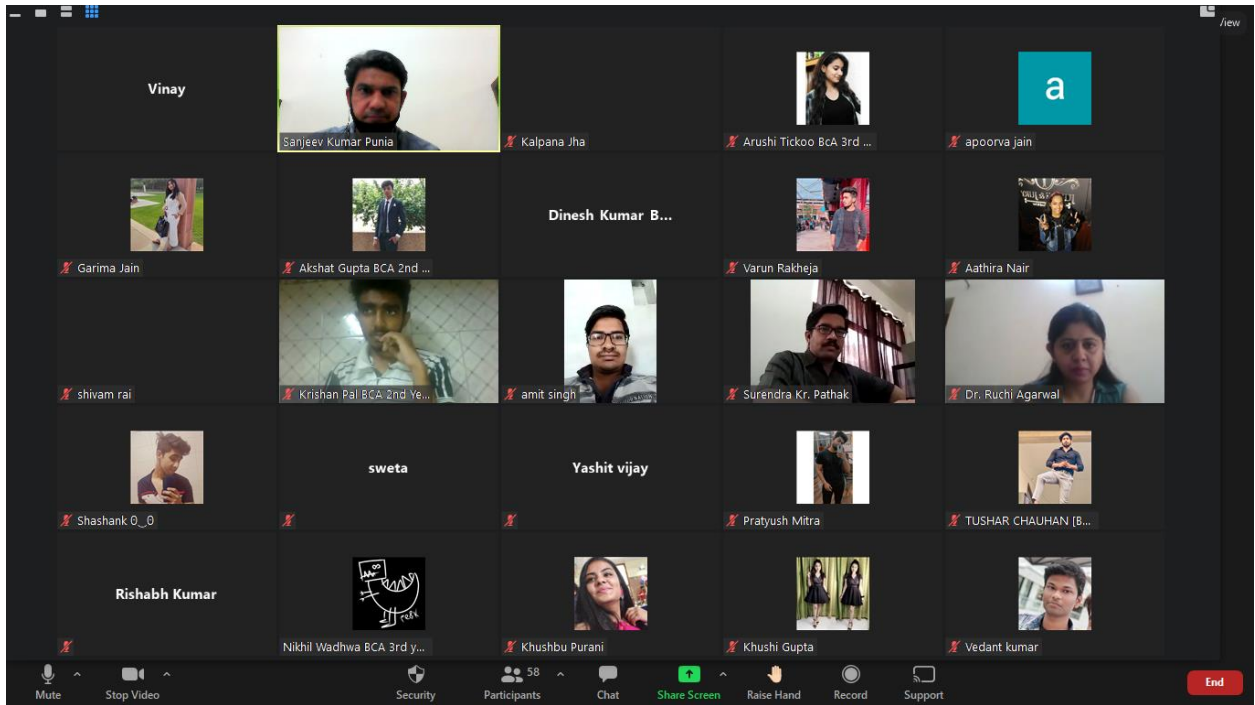 View
Vinay
Sanjeev Kumar Punia
Kalpana Jha
Arushi Tickoo BcA 3rd ...
a
apoorva jain
Garima Jain
Akshat Gupta BCA 2nd ...
Dinesh Kumar B...
Varun Rakheja
Aathira Nair
shivam rai
Krishan Pal BCA 2nd Ye...
amit singh
Surendra Kr. Pathak
Dr. Ruchi Agarwal
Shashank 0_0
sweta
Yashit vijay
Pratyush Mitra
TUSHAR CHAUHAN [B...
Rishabh Kumar
Nikhil Wadhwa BCA 3rd y...
Khushbu Purani
Khushi Gupta
Vedant kumar
58
Mute
Stop Video
Security
Participants
Chat
Share Screen
Raise Hand
Record
Support
End